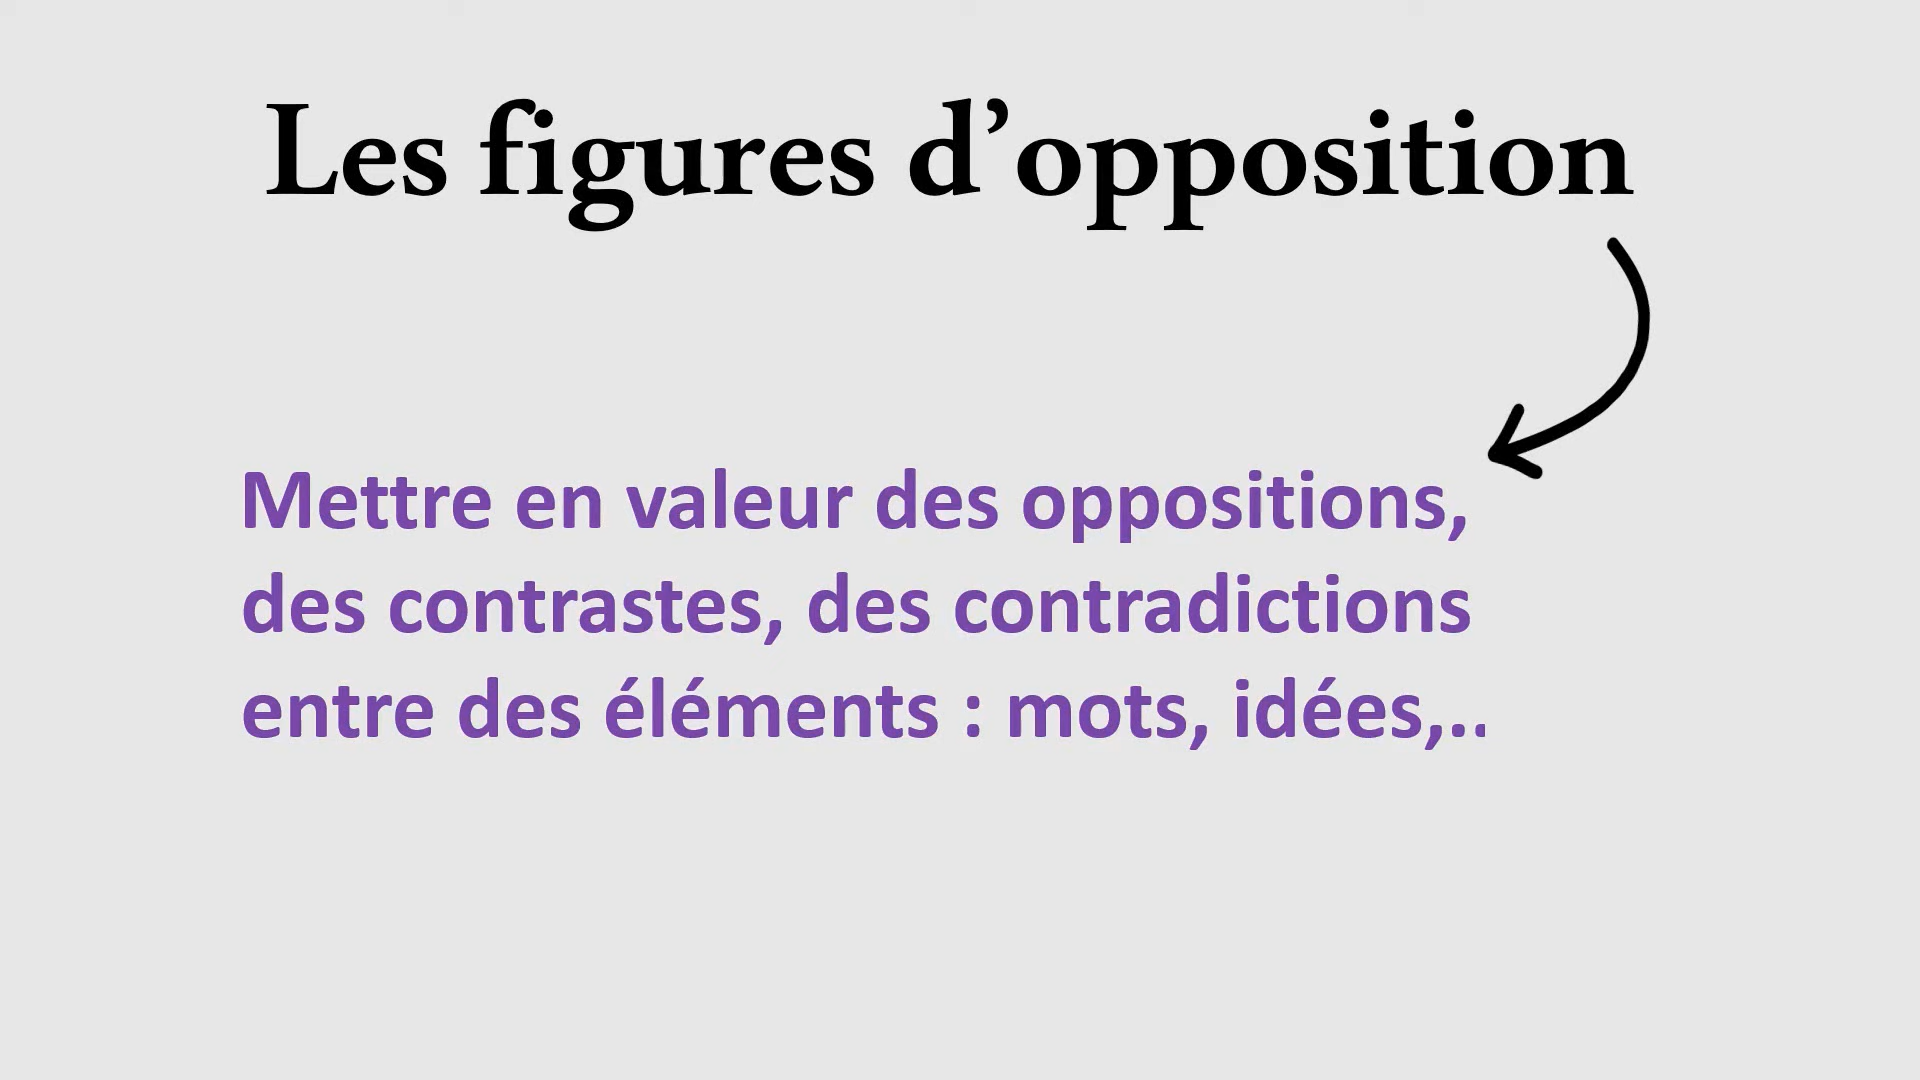 Les figures d’opposition
Mettre en valeur des oppositions,
des contrastes, des contradictions
entre des éléments : mots, idées,..